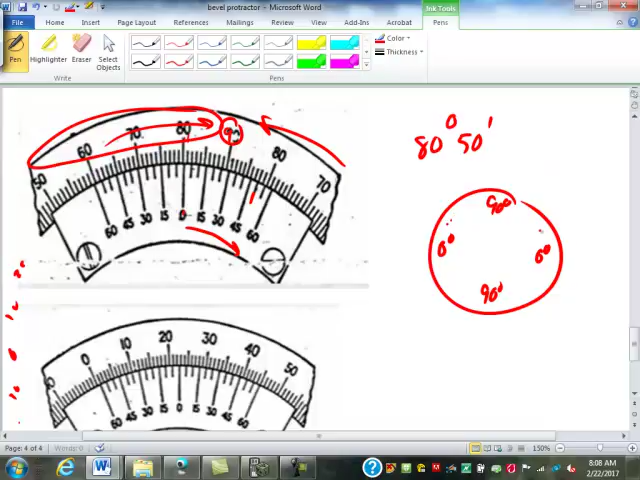 bevel protractor - Microsoft Word
Ink Tools
File Home Insert Page Layout References Mailings Review View Add-Ins Acrobat Pens
Pen Highlighter Eraser Select Objects
Color
Thickness
Write Pens
80° 50'
50 60 70 80 90 80 70
60 45 30 15 0 15 30 45 60
90°
0° 0°
90°
0 10 20 30 40 50
60 45 30 15 0 15 30 45 60
Page: 4 of 4 Words: 0 150%
8:08 AM
2/22/2017